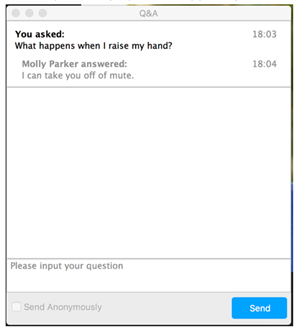 Q&A
You asked: 18:03
What happens when I raise my hand?
Molly Parker answered: 18:04
I can take you off of mute.
Please input your question
Send Anonymously
Send